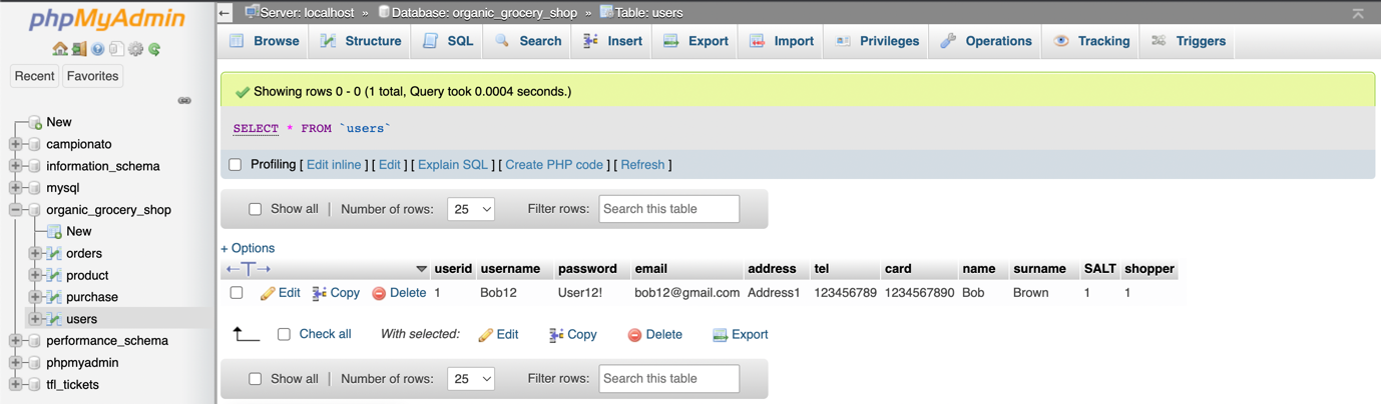 phpMyAdmin
Recent Favorites
New
campionato
information_schema
mysql
organic_grocery_shop
New
orders
product
purchase
users
performance_schema
phpmyadmin
tfl_tickets
Server: localhost » Database: organic_grocery_shop » Table: users
Browse Structure SQL Search Insert Export Import Privileges Operations Tracking Triggers
Showing rows 0 - 0 (1 total, Query took 0.0004 seconds.)
SELECT * FROM `users`
Profiling [ Edit inline ] [ Edit ] [ Explain SQL ] [ Create PHP code ] [ Refresh ]
Show all | Number of rows: 25 Filter rows: Search this table
+ Options
←T→ userid username password email address tel card name surname SALT shopper
Edit Copy Delete 1 Bob12 User12! bob12@gmail.com Address1 123456789 1234567890 Bob Brown 1 1
Check all With selected: Edit Copy Delete Export
Show all | Number of rows: 25 Filter rows: Search this table